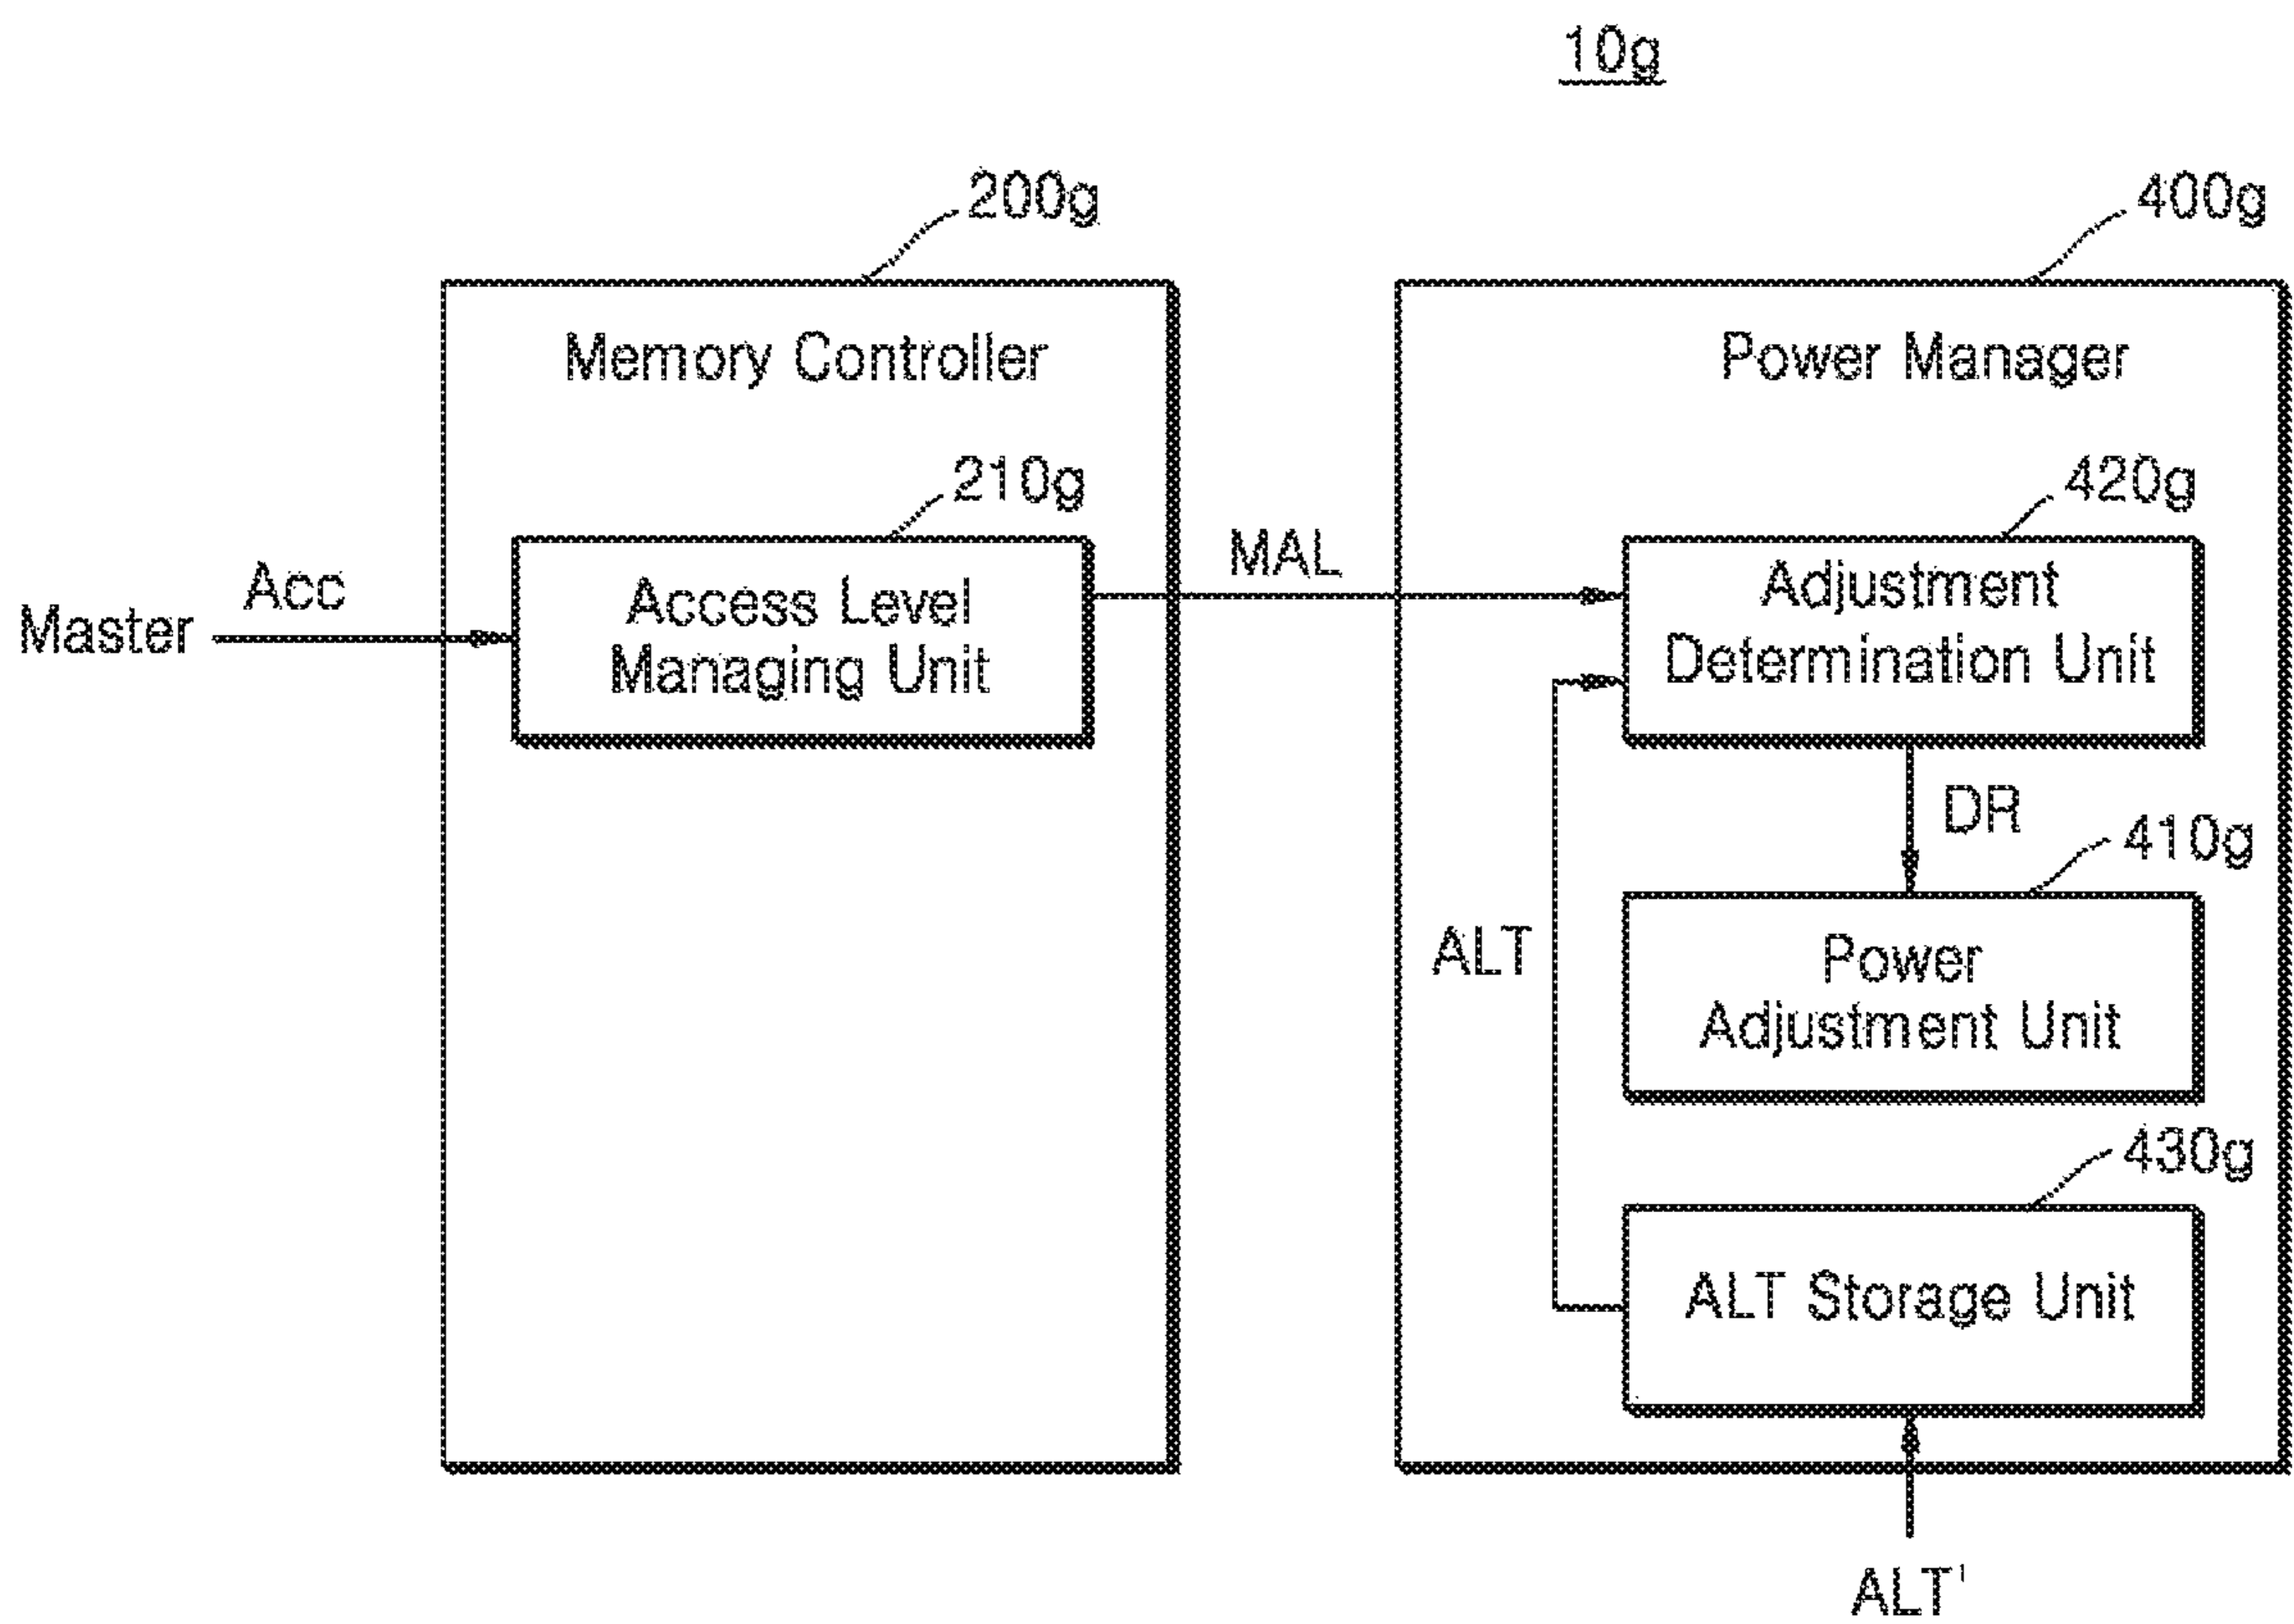 10g
200g
400g
Memory Controller
Power Manager
210g
420g
Master
Acc
Access Level
Managing Unit
MAL
Adjustment
Determination Unit
DR
410g
ALT
Power
Adjustment Unit
430g
ALT Storage Unit
ALT'